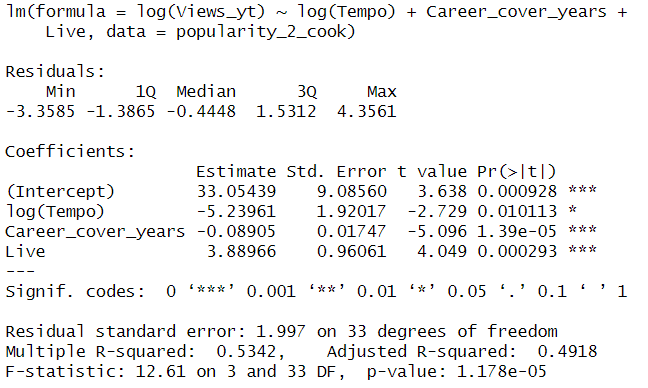 lm(formula = log(Views_yt) ~ log(Tempo) + Career_cover_years +
    Live, data = popularity_2_cook)
Residuals:
    Min      1Q  Median      3Q     Max
-3.3585 -1.3865 -0.4448  1.5312  4.3561
Coefficients:
                   Estimate Std. Error t value Pr(>|t|)
(Intercept)        33.05439    9.08560   3.638 0.000928 ***
log(Tempo)         -5.23961    1.92017  -2.729 0.010113 *
Career_cover_years -0.08905    0.01747  -5.096 1.39e-05 ***
Live                3.88966    0.96061   4.049 0.000293 ***
---
Signif. codes:  0 ‘***’ 0.001 ‘**’ 0.01 ‘*’ 0.05 ‘.’ 0.1 ‘ ’ 1
Residual standard error: 1.997 on 33 degrees of freedom
Multiple R-squared:  0.5342,    Adjusted R-squared:  0.4918
F-statistic: 12.61 on 3 and 33 DF,  p-value: 1.178e-05